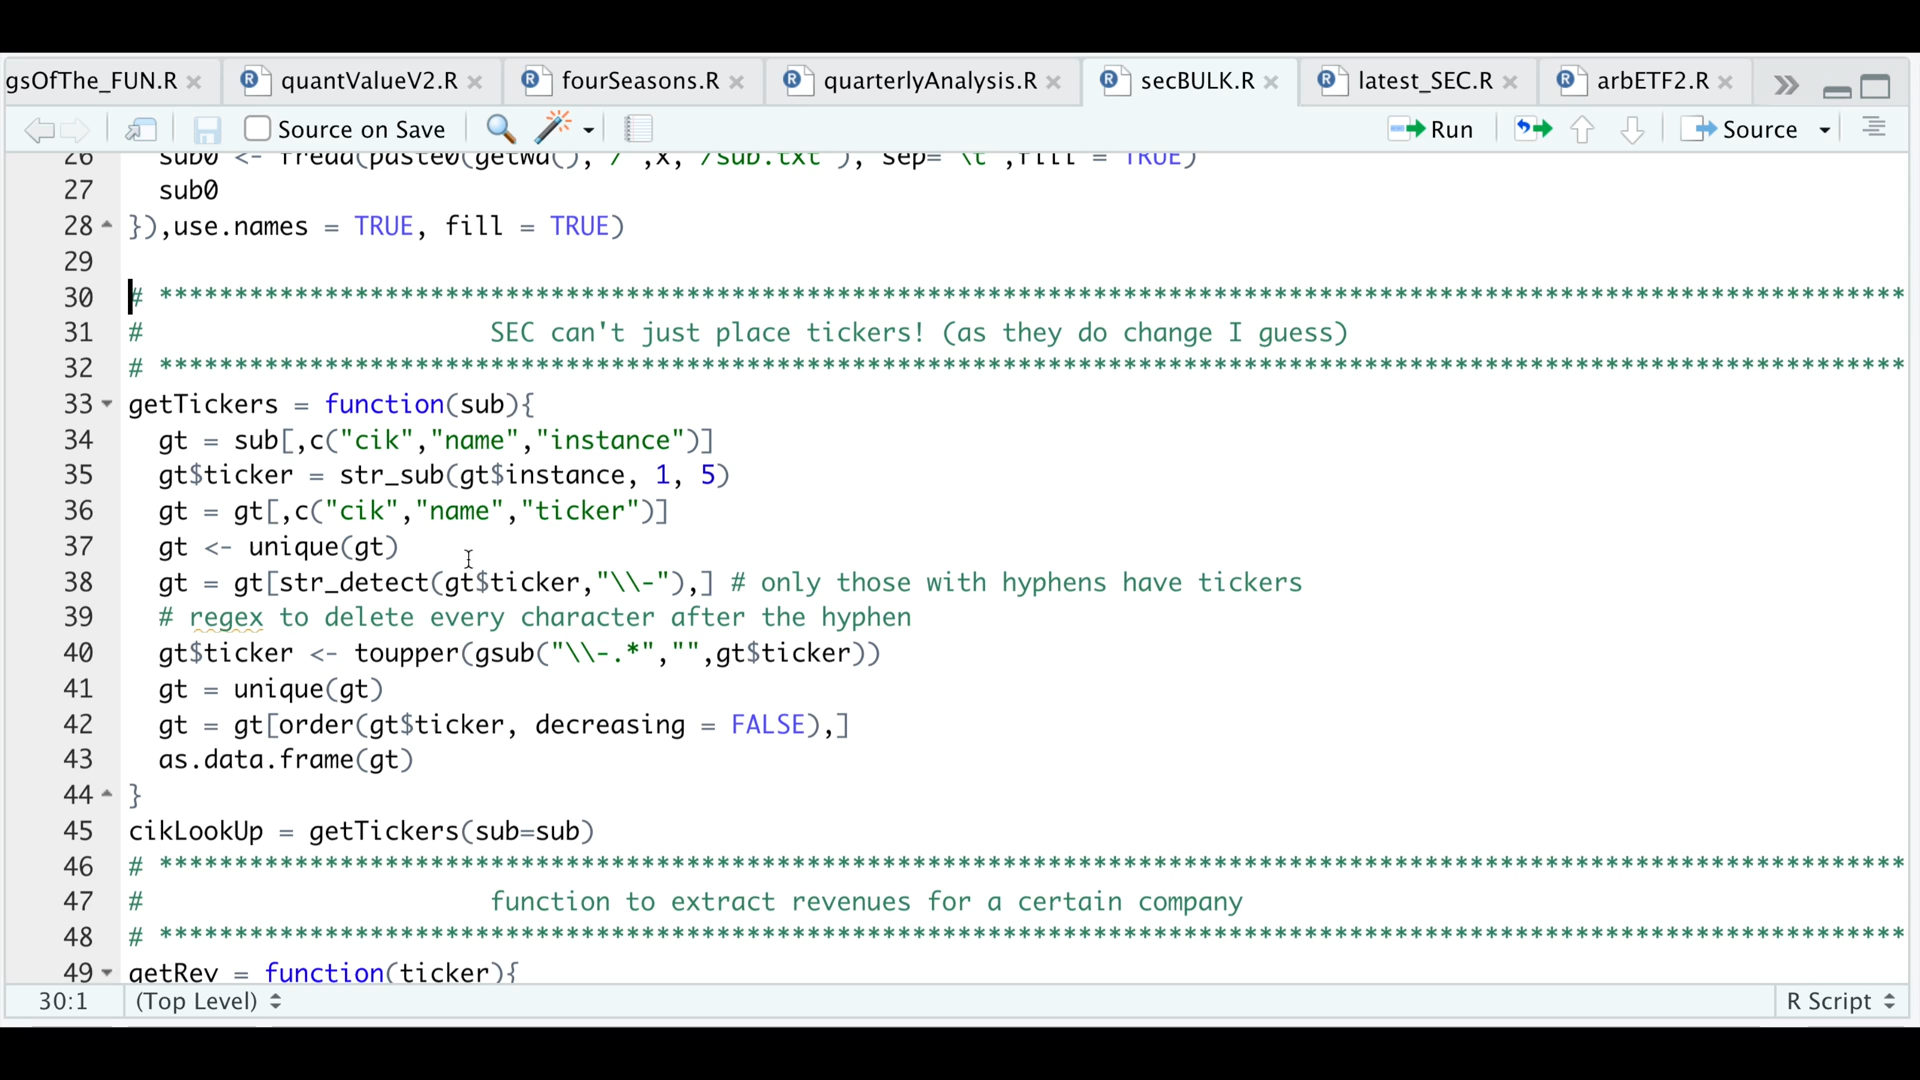 gsOfThe_FUN.R × quantValueV2.R × fourSeasons.R × quarterlyAnalysis.R × secBULK.R × latest_SEC.R × arbETF2.R ×
Source on Save Run Source
26 sub0 <- fread(paste0(getwd(),"/",x,"/sub.txt"), sep="\t",fill = TRUE)
27 sub0
28 }),use.names = TRUE, fill = TRUE)
29
30 # ********************************************************************************************************************
31 # SEC can't just place tickers! (as they do change I guess)
32 # ********************************************************************************************************************
33 getTickers = function(sub){
34 gt = sub[,c("cik","name","instance")]
35 gt$ticker = str_sub(gt$instance, 1, 5)
36 gt = gt[,c("cik","name","ticker")]
37 gt <- unique(gt)
38 gt = gt[str_detect(gt$ticker,"\\-"),] # only those with hyphens have tickers
39 # regex to delete every character after the hyphen
40 gt$ticker <- toupper(gsub("\\-.*","",gt$ticker))
41 gt = unique(gt)
42 gt = gt[order(gt$ticker, decreasing = FALSE),]
43 as.data.frame(gt)
44 }
45 cikLookUp = getTickers(sub=sub)
46 # ********************************************************************************************************************
47 # function to extract revenues for a certain company
48 # ********************************************************************************************************************
49 getRev = function(ticker){
30:1 (Top Level) R Script